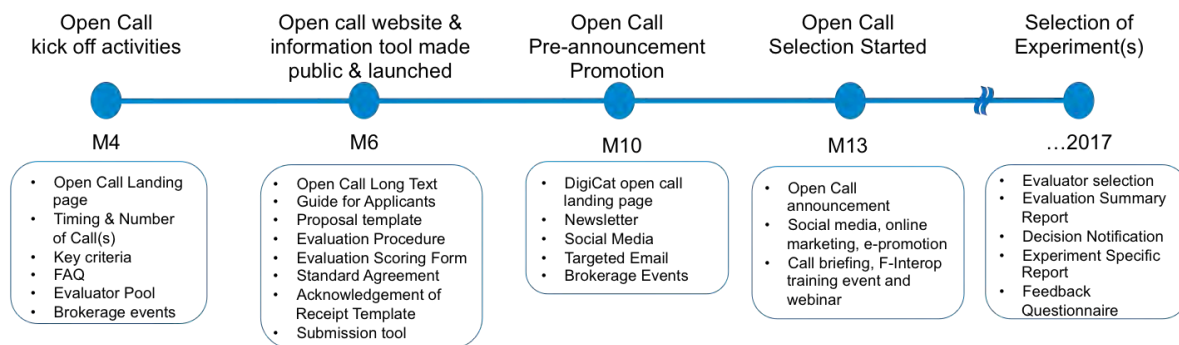 Open Call
kick off activities
Open call website &
information tool made
public & launched
Open Call
Pre-announcement
Promotion
Open Call
Selection Started
Selection of
Experiment(s)
M4
M6
M10
M13
...2017
• Open Call Landing
page
• Timing & Number
of Call(s)
• Key criteria
• FAQ
• Evaluator Pool
• Brokerage events
• Open Call Long Text
• Guide for Applicants
• Proposal template
• Evaluation Procedure
• Evaluation Scoring Form
• Standard Agreement
• Acknowledgement of
Receipt Template
• Submission tool
• DigiCat open call
landing page
• Newsletter
• Social Media
• Targeted Email
• Brokerage Events
• Open Call
announcement
• Social media, online
marketing, e-promotion
• Call briefing, F-Interop
training event and
webinar
• Evaluator selection
• Evaluation Summary
Report
• Decision Notification
• Experiment Specific
Report
• Feedback
Questionnaire